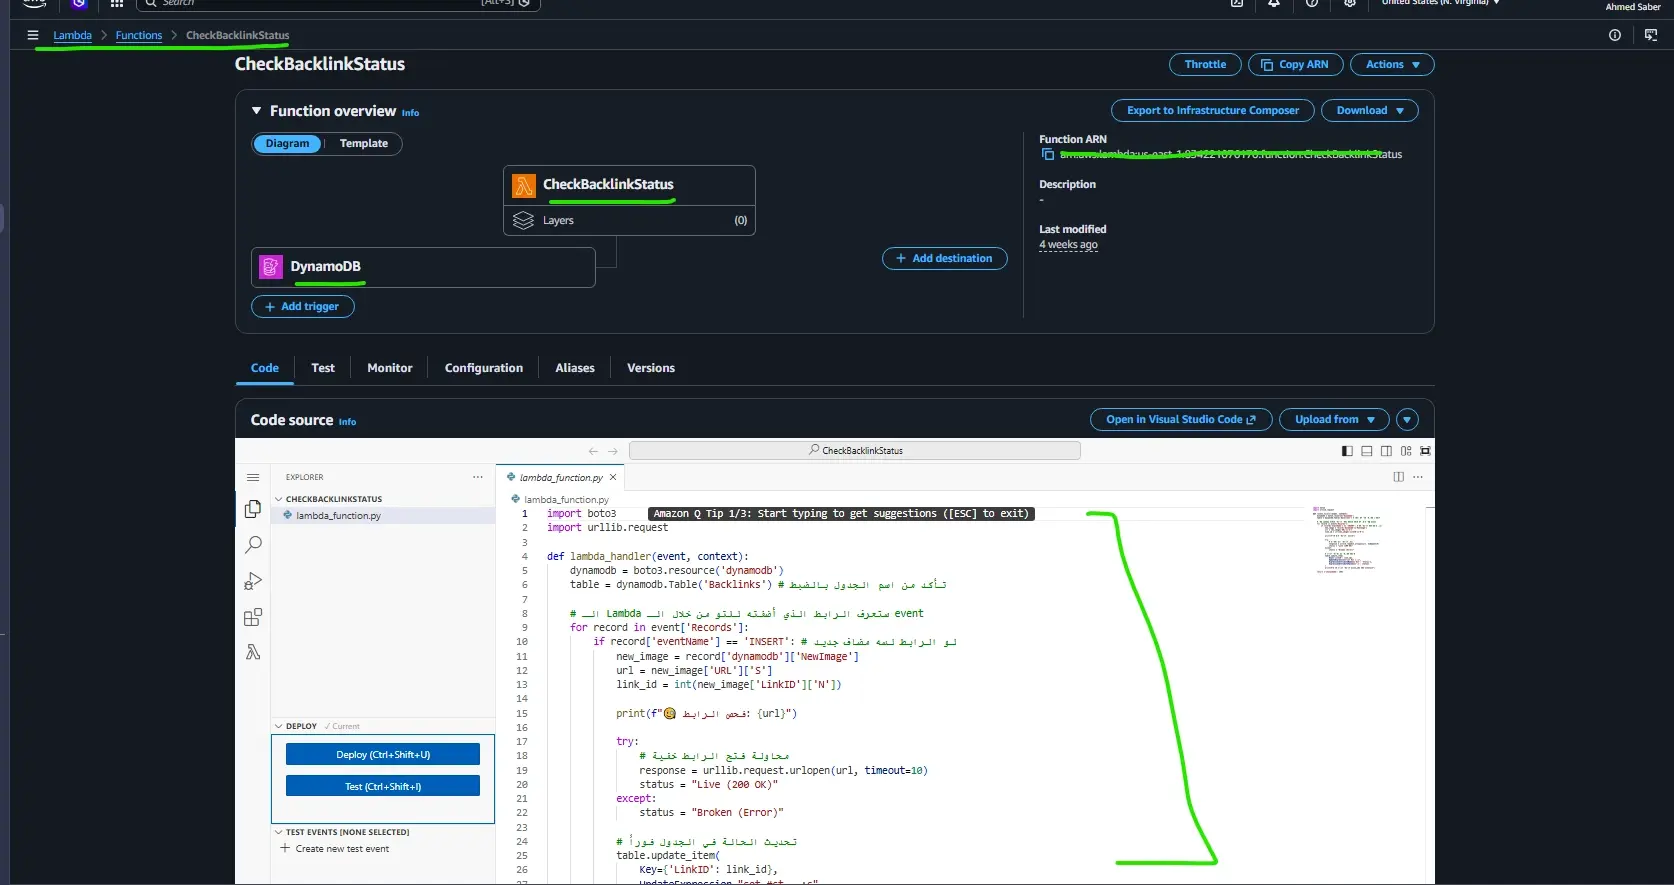 Search
[Alt+S]
United States (N. Virginia)
Ahmed Saber
Lambda
Functions
CheckBacklinkStatus
CheckBacklinkStatus
Throttle
Copy ARN
Actions
Function overview
Info
Export to Infrastructure Composer
Download
Diagram
Template
Function ARN
CheckBacklinkStatus
Layers
(0)
Description
-
DynamoDB
Last modified
4 weeks ago
Add destination
Add trigger
Code
Test
Monitor
Configuration
Aliases
Versions
Code source
Info
Open in Visual Studio Code
Upload from
CheckBacklinkStatus
EXPLORER
CHECKBACKLINKSTATUS
lambda_function.py
lambda_function.py
lambda_function.py
1 import boto3
Amazon Q Tip 1/3: Start typing to get suggestions ([ESC] to exit)
2 import urllib.request
3
4 def lambda_handler(event, context):
5 dynamodb = boto3.resource('dynamodb')
6 table = dynamodb.Table('Backlinks') # تأكد من اسم الجدول بالضبط
7
8 # الـ Lambda ستعرف الرابط الذي أضفته للتو من خلال الـ event
9 for record in event['Records']:
10 if record['eventName'] == 'INSERT': # لو الرابط لسه مضاف جديد
11 new_image = record['dynamodb']['NewImage']
12 url = new_image['URL']['S']
13 link_id = int(new_image['LinkID']['N'])
14
15 print(f"🧐 فحص الرابط: {url}")
16
17 try:
18 # محاولة فتح الرابط خفية
19 response = urllib.request.urlopen(url, timeout=10)
20 status = "Live (200 OK)"
21 except:
22 status = "Broken (Error)"
23
24 # تحديث الحالة في الجدول فوراً
25 table.update_item(
26 Key={'LinkID': link_id},
27
DEPLOY
✓ Current
Deploy (Ctrl+Shift+U)
Test (Ctrl+Shift+I)
TEST EVENTS [NONE SELECTED]
Create new test event